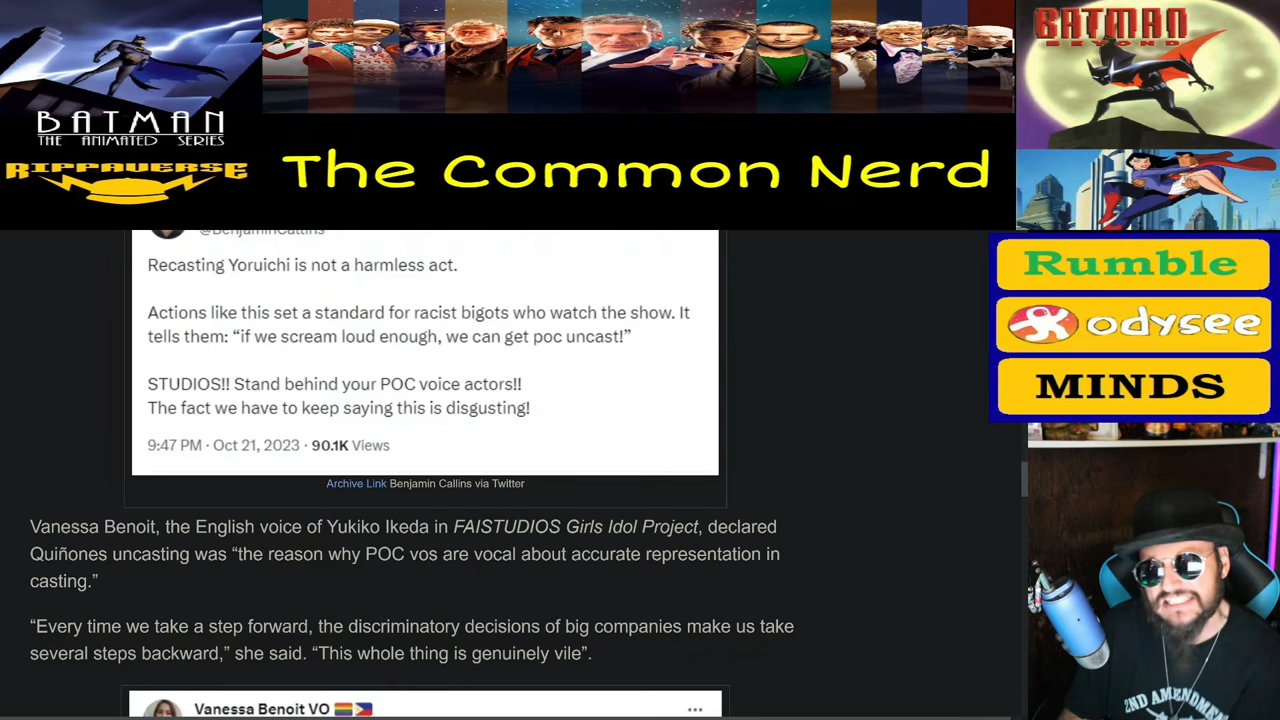 BATMAN
THE ANIMATED SERIES
RIPPAVERSE
The Common Nerd
BATMAN
BEYOND
Rumble
odysee
MINDS
@BenjaminCallins
Recasting Yoruichi is not a harmless act.
Actions like this set a standard for racist bigots who watch the show. It
tells them: “if we scream loud enough, we can get poc uncast!”
STUDIOS!! Stand behind your POC voice actors!!
The fact we have to keep saying this is disgusting!
9:47 PM · Oct 21, 2023 · 90.1K Views
Archive Link Benjamin Callins via Twitter
Vanessa Benoit, the English voice of Yukiko Ikeda in FAISTUDIOS Girls Idol Project, declared
Quiñones uncasting was “the reason why POC vos are vocal about accurate representation in
casting.”
“Every time we take a step forward, the discriminatory decisions of big companies make us take
several steps backward,” she said. “This whole thing is genuinely vile”.
Vanessa Benoit VO
2ND AMENDMENT